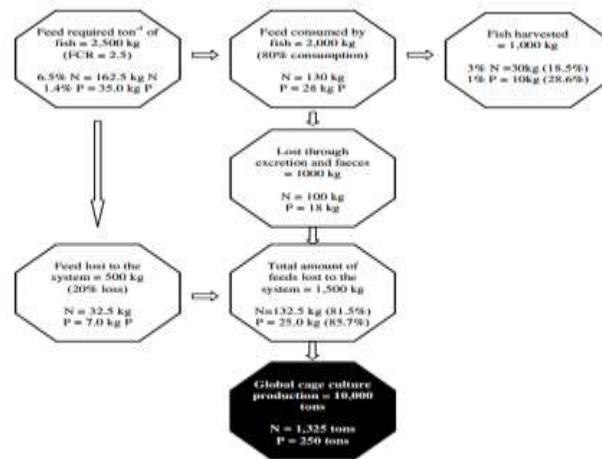 Feed required ton⁻¹ of
fish = 2,500 kg
(FCR = 2.5)
6.5% N = 162.5 kg N
1.4% P = 35.0 kg P
Feed consumed by
fish = 2,000 kg
(80% consumption)
N = 130 kg
P = 28 kg P
Fish harvested
= 1,000 kg
3% N =30kg (18.5%)
1% P = 10kg (28.6%)
Lost through
excretion and faeces
= 1000 kg
N = 100 kg
P = 18 kg
Feed lost to the
system = 500 kg
(20% loss)
N = 32.5 kg
P = 7.0 kg P
Total amount of
feeds lost to the
system = 1,500 kg
N=132.5 kg (81.5%)
P = 25.0 kg (85.7%)
Global cage culture
production = 10,000
tons
N = 1,325 tons
P = 250 tons